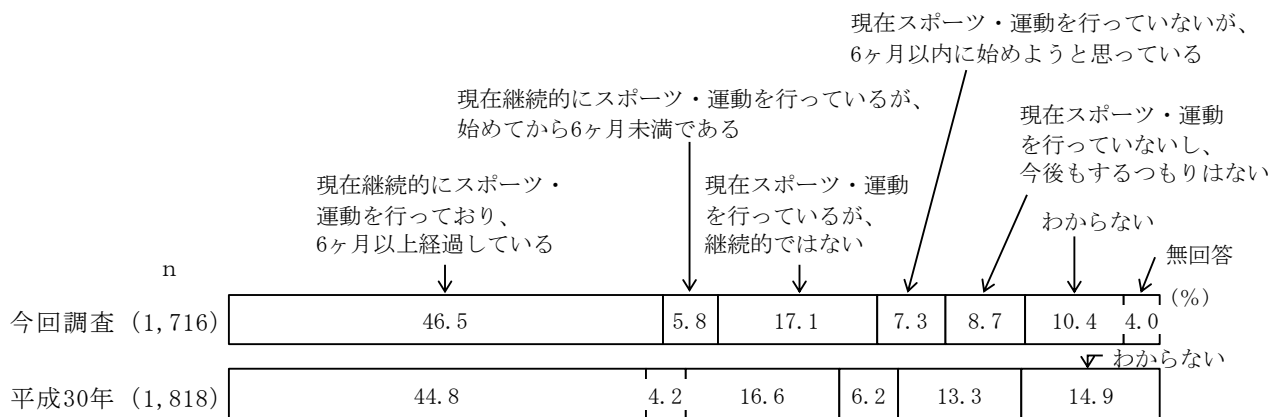 現在スポーツ・運動を行っていないが、
6ヶ月以内に始めようと思っている
現在継続的にスポーツ・運動を行っているが、
始めてから6ヶ月未満である
現在スポーツ・運動
を行っていないし、
今後もするつもりはない
現在継続的にスポーツ・
運動を行っており、
6ヶ月以上経過している
現在スポーツ・運動
を行っているが、
継続的ではない
わからない
無回答
n
(%)
今回調査 (1,716) 46.5 5.8 17.1 7.3 8.7 10.4 4.0
わからない
平成30年 (1,818) 44.8 4.2 16.6 6.2 13.3 14.9